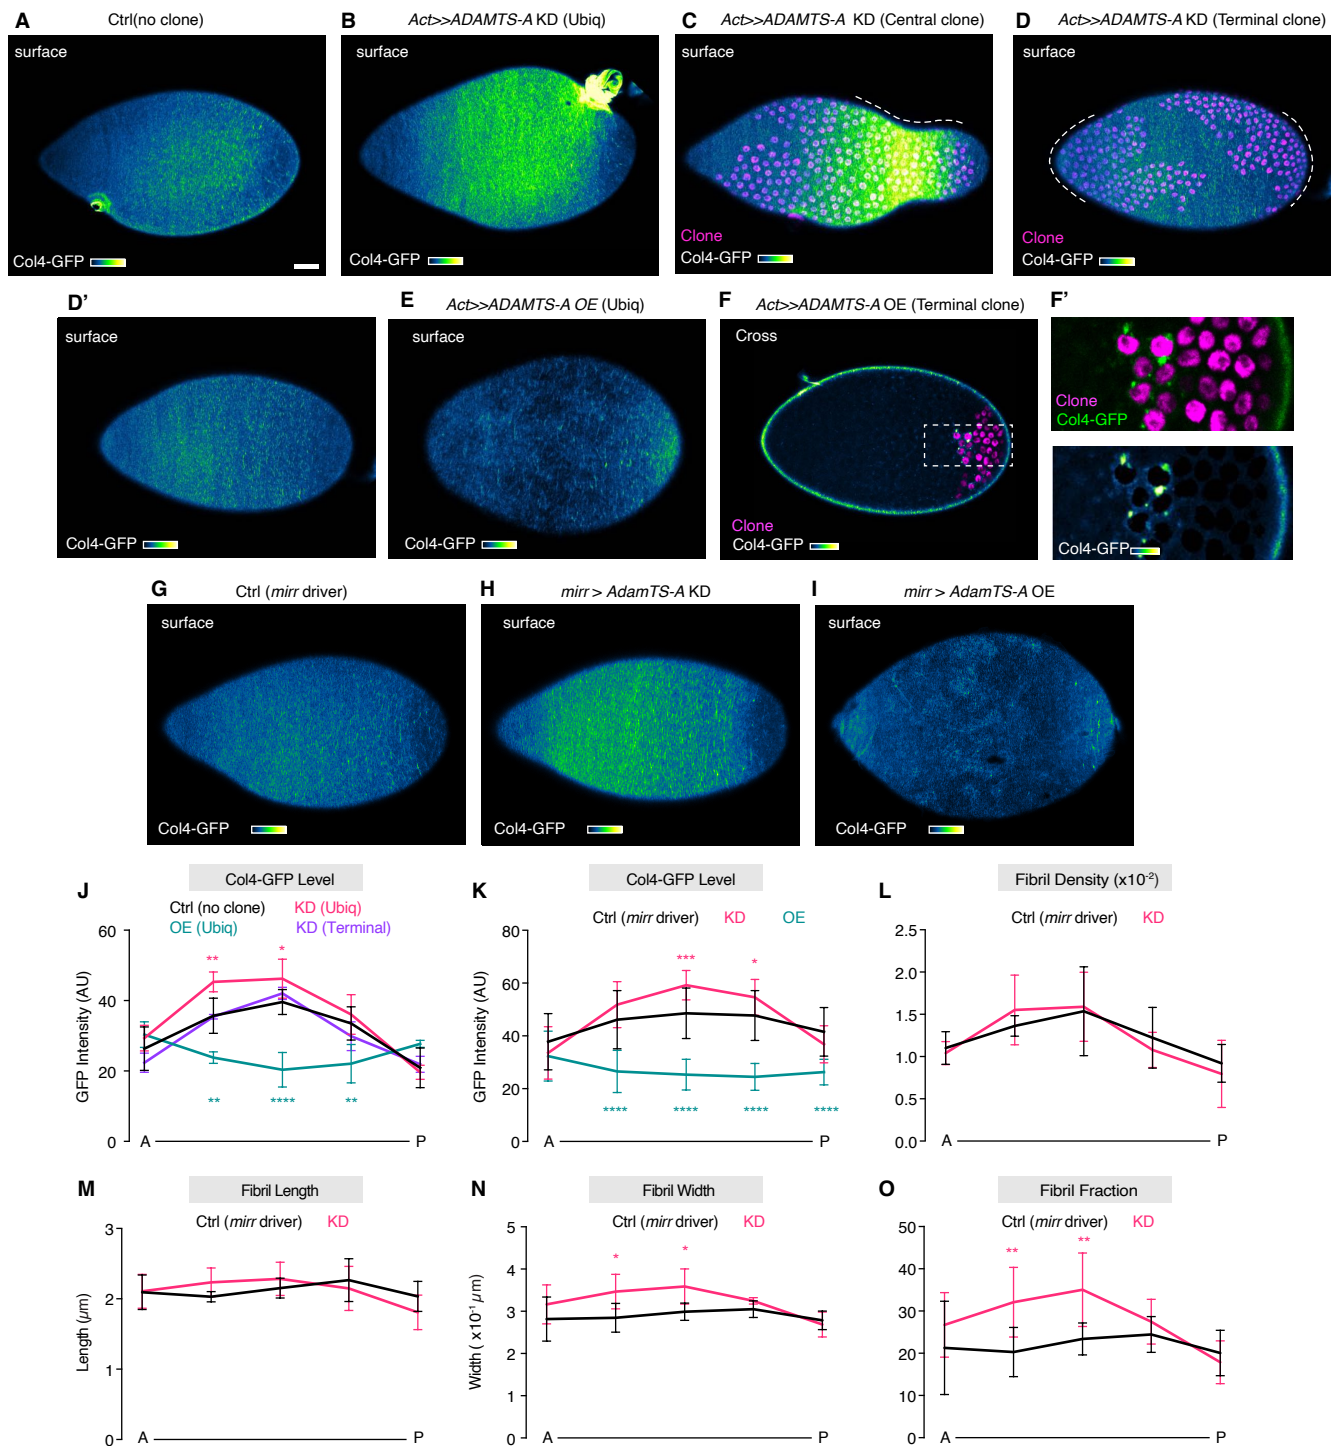 A Ctrl(no clone)
surface
Col4-GFP
B Act>>ADAMTS-A KD (Ubiq)
surface
Col4-GFP
C Act>>ADAMTS-A KD (Central clone)
surface
Clone
Col4-GFP
D Act>>ADAMTS-A KD (Terminal clone)
surface
Clone
Col4-GFP
D'
surface
Col4-GFP
E Act>>ADAMTS-A OE (Ubiq)
surface
Col4-GFP
F Act>>ADAMTS-A OE (Terminal clone)
Cross
Clone
Col4-GFP
F'
Clone
Col4-GFP
Col4-GFP
G Ctrl (mirr driver)
surface
Col4-GFP
H mirr > AdamTS-A KD
surface
Col4-GFP
I mirr > AdamTS-A OE
surface
Col4-GFP
J Col4-GFP Level
Ctrl (no clone) KD (Ubiq)
OE (Ubiq) KD (Terminal)
GFP Intensity (AU)
60
40
20
0
** *
** **** **
A P
K Col4-GFP Level
Ctrl (mirr driver) KD OE
GFP Intensity (AU)
80
60
40
20
0
*** *
**** **** **** ****
A P
L Fibril Density (x10-2)
Ctrl (mirr driver) KD
2.5
2.0
1.5
1.0
0.5
0.0
A P
M Fibril Length
Ctrl (mirr driver) KD
Length (µm)
3
2
1
0
A P
N Fibril Width
Ctrl (mirr driver) KD
Width ( x10-1 µm)
5
4
3
2
1
0
* *
A P
O Fibril Fraction
Ctrl (mirr driver) KD
50
40
30
20
10
0
** **
A P